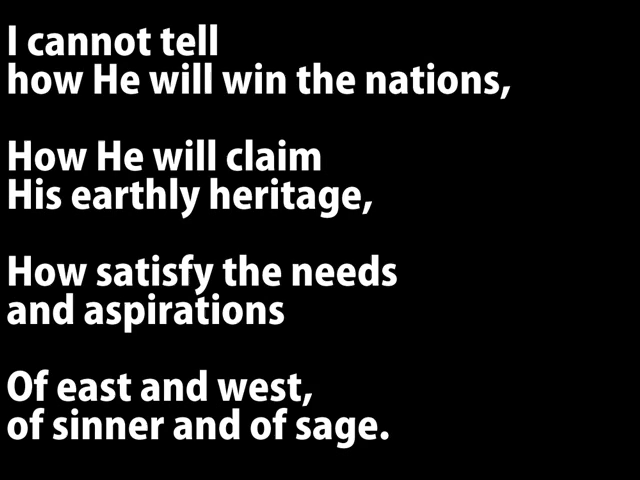 I cannot tell
how He will win the nations,
How He will claim
His earthly heritage,
How satisfy the needs
and aspirations
Of east and west,
of sinner and of sage.